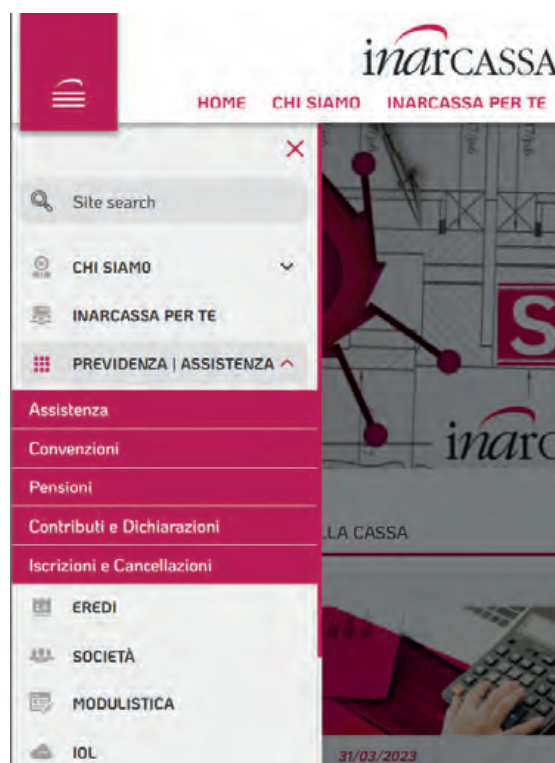 inarCASSA
HOME CHI SIAMO INARCASSA PER TE
Site search
CHI SIAMO
INARCASSA PER TE
PREVIDENZA | ASSISTENZA
Assistenza
Convenzioni
Pensioni
Contributi e Dichiarazioni
Iscrizioni e Cancellazioni
EREDI
SOCIETÀ
MODULISTICA
IOL
S
inarc
LLA CASSA
31/03/2023